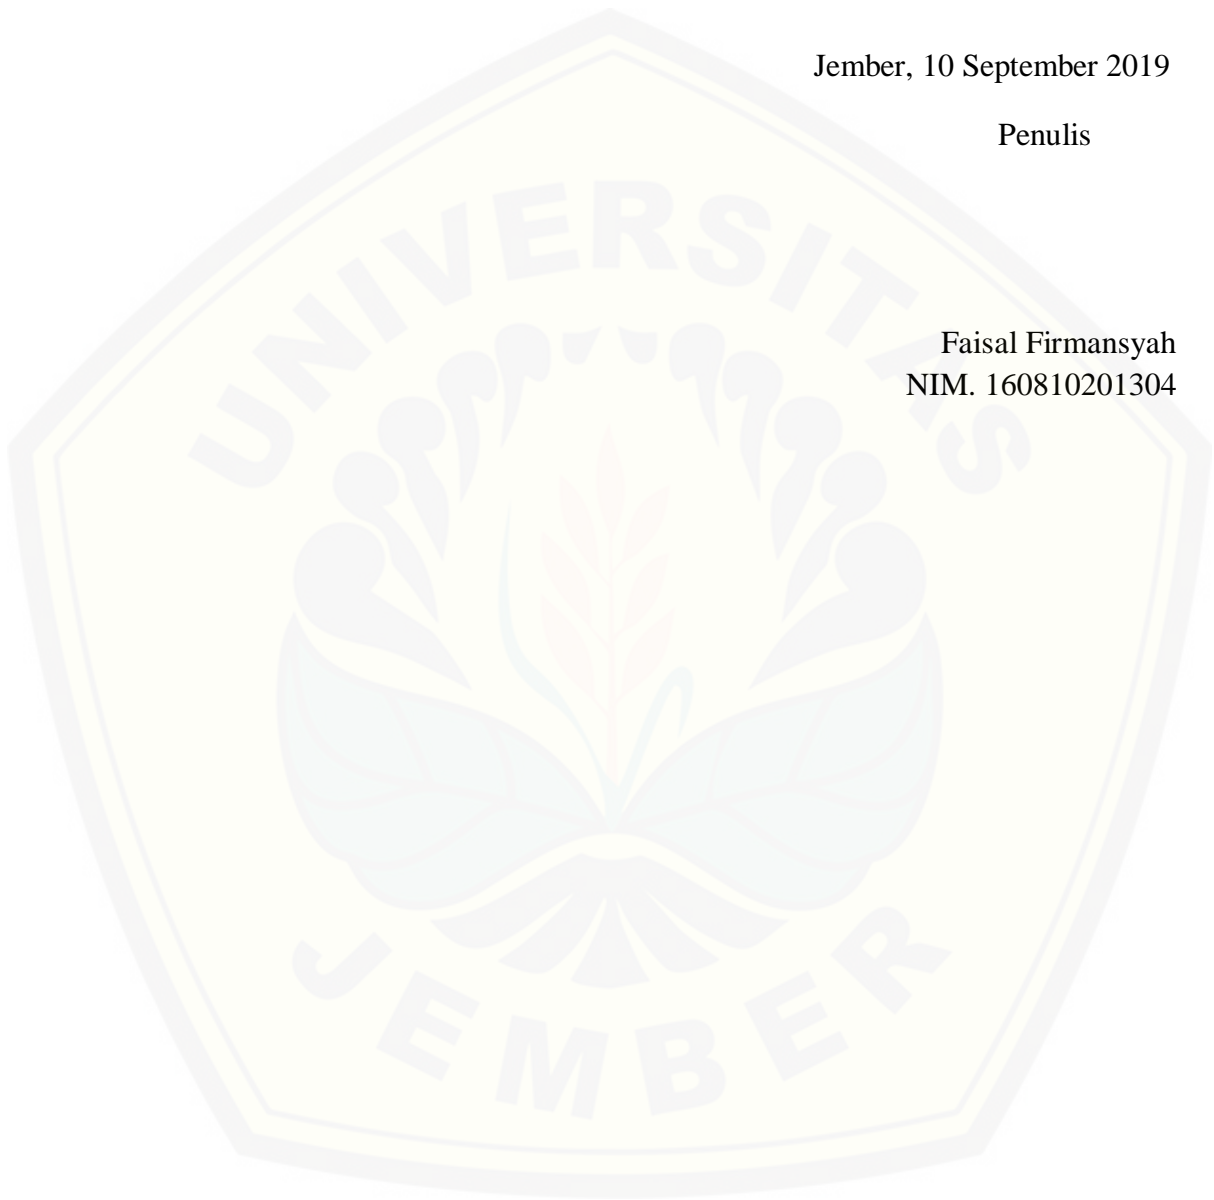 Jember, 10 September 2019
Penulis
Faisal Firmansyah
NIM. 160810201304
UNIVERSITAS
JEMBER